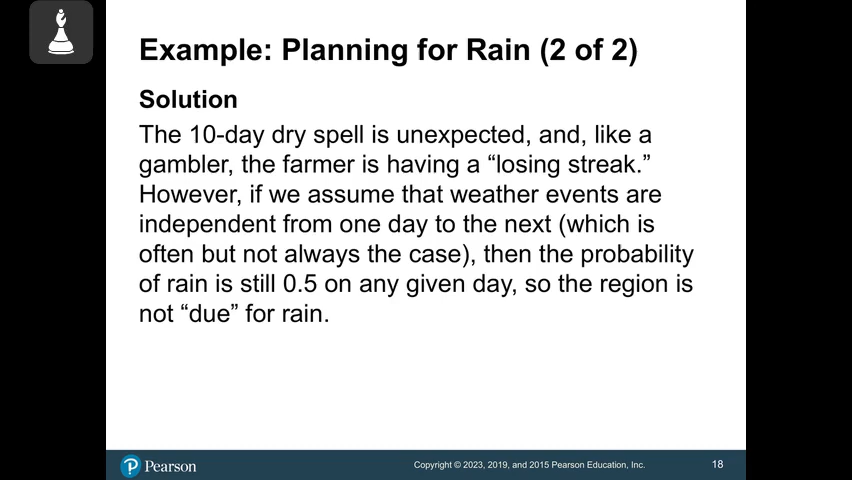 Example: Planning for Rain (2 of 2)
Solution
The 10-day dry spell is unexpected, and, like a
gambler, the farmer is having a “losing streak.”
However, if we assume that weather events are
independent from one day to the next (which is
often but not always the case), then the probability
of rain is still 0.5 on any given day, so the region is
not “due” for rain.
Pearson
Copyright © 2023, 2019, and 2015 Pearson Education, Inc.
18